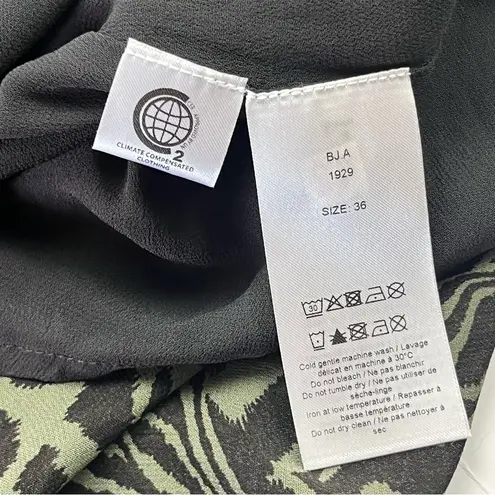 CO2
CLIMATE COMPENSATED
CLOTHING
BJ.A
1929
SIZE: 36
30
Cold gentle machine wash / Lavage
délicat en machine à 30°C
Do not bleach / Ne pas blanchir
Do not tumble dry / Ne pas utiliser de
sèche-linge
Iron at low temperature / Repasser à
basse température
Do not dry clean / Ne pas nettoyer à
sec